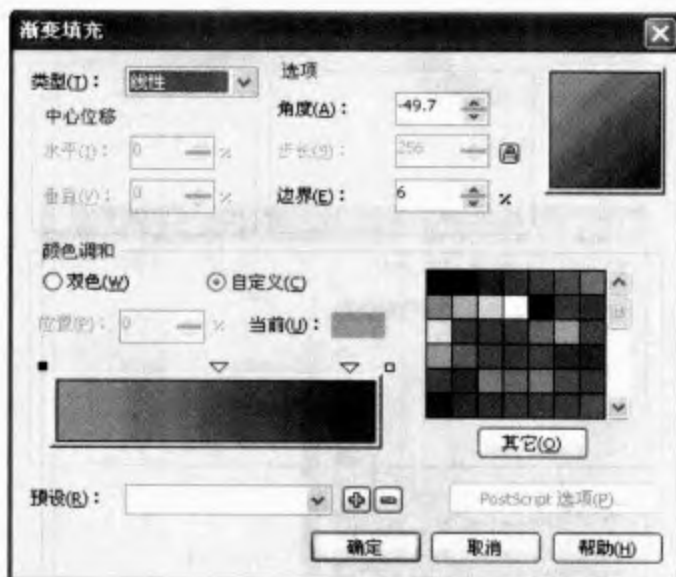 渐变填充
类型(T)： 线性
选项
中心位移
角度(A)： -49.7
水平(I)： 0 %
步长(S)： 256
垂直(V)： 0 %
边界(E)： 6 %
颜色调和
双色(W) 自定义(C)
位置(P)： 0 % 当前(U)：
其它(O)
预设(R)：
PostScript 选项(P)
确定 取消 帮助(H)